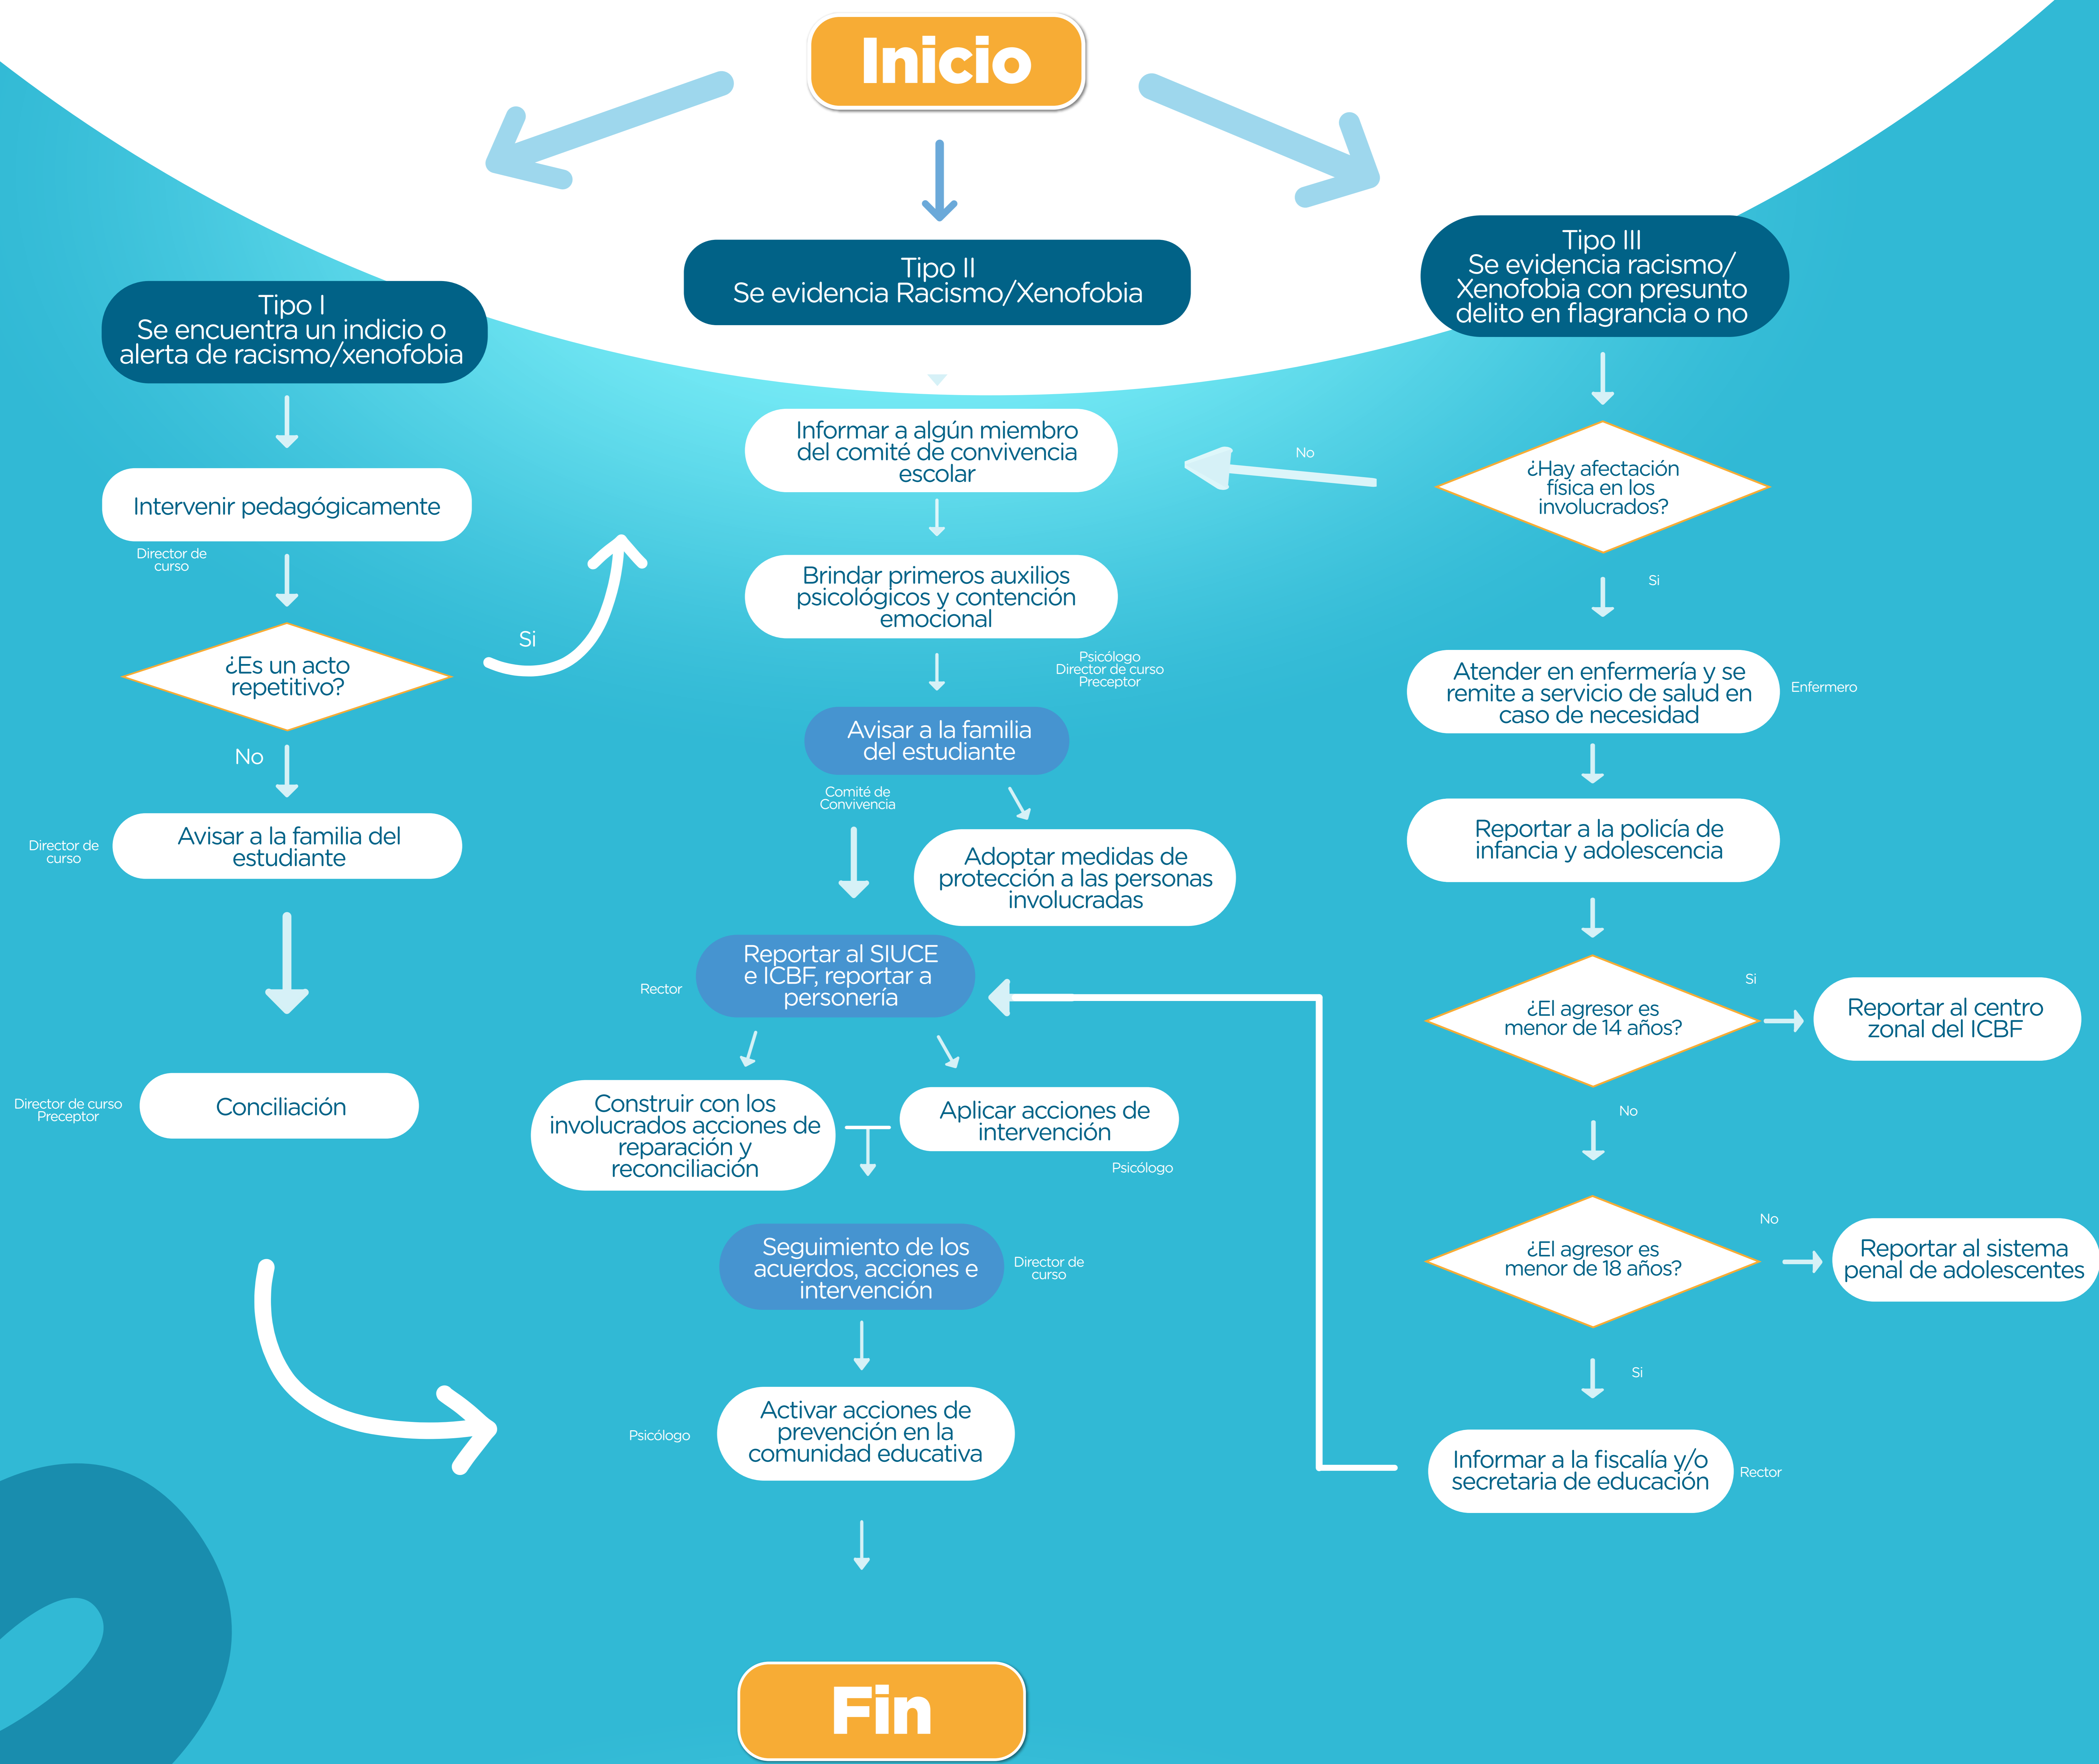 Inicio
Tipo I
Se encuentra un indicio o
alerta de racismo/xenofobia
Intervenir pedagógicamente
Director de
curso
¿Es un acto
repetitivo?
Si
No
Director de
curso
Avisar a la familia del
estudiante
Director de curso
Preceptor
Conciliación
Tipo II
Se evidencia Racismo/Xenofobia
Informar a algún miembro
del comité de convivencia
escolar
Brindar primeros auxilios
psicológicos y contención
emocional
Psicólogo
Director de curso
Preceptor
Avisar a la familia
del estudiante
Comité de
Convivencia
Adoptar medidas de
protección a las personas
involucradas
Rector
Reportar al SIUCE
e ICBF, reportar a
personería
Construir con los
involucrados acciones de
reparación y
reconciliación
Aplicar acciones de
intervención
Psicólogo
Seguimiento de los
acuerdos, acciones e
intervención
Director de
curso
Psicólogo
Activar acciones de
prevención en la
comunidad educativa
Tipo III
Se evidencia racismo/
Xenofobia con presunto
delito en flagrancia o no
No
¿Hay afectación
física en los
involucrados?
Si
Atender en enfermería y se
remite a servicio de salud en
caso de necesidad
Enfermero
Reportar a la policía de
infancia y adolescencia
¿El agresor es
menor de 14 años?
Si
Reportar al centro
zonal del ICBF
No
¿El agresor es
menor de 18 años?
No
Reportar al sistema
penal de adolescentes
Si
Informar a la fiscalía y/o
secretaria de educación
Rector
Fin